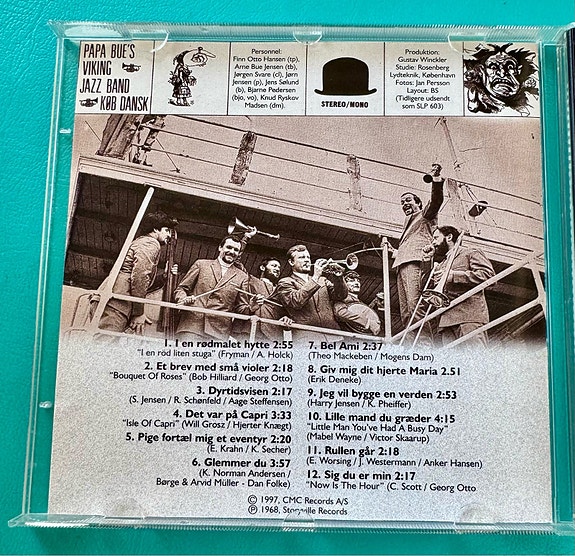 PAPA BUE'S
VIKING
JAZZ BAND
KØB DANSK
Personnel:
Finn Otto Hansen (tp),
Arne Bue Jensen (tb),
Jørgen Svare (cl), Jørn
Jensen (p), Jens Sølund
(b), Bjarne Pedersen
(bjo, vo), Knud Ryskov
Madsen (dm).
STEREO/MONO
Produktion:
Gustav Winckler
Studie: Rosenberg
Lydteknik, København
Fotos: Jan Persson
Layout: BS
(Tidligere udsendt
som SLP 603)
1. I en rødmalet hytte 2:55
"I en röd liten stuga" (Fryman / A. Holck)
2. Et brev med små violer 2:18
"Bouquet Of Roses" (Bob Hilliard / Georg Otto)
3. Dyrtidsvisen 2:17
(S. Jensen / R. Schønfeld / Aage Steffensen)
4. Det var på Capri 3:33
"Isle Of Capri" (Will Grosz / Hjerter Knægt)
5. Pige fortæl mig et eventyr 2:20
(E. Krahn / K. Secher)
6. Glemmer du 3:57
(K. Norman Andersen /
Børge & Arvid Müller - Dan Folke)
7. Bel Ami 2:37
(Theo Mackeben / Mogens Dam)
8. Giv mig dit hjerte Maria 2.51
(Erik Deneke)
9. Jeg vil bygge en verden 2:53
(Harry Jensen / K. Pheiffer)
10. Lille mand du græder 4:15
"Little Man You've Had A Busy Day"
(Mabel Wayne / Victor Skaarup)
11. Rullen går 2:18
(E. Worsing / J. Westermann / Anker Hansen)
12. Sig du er min 2:17
"Now Is The Hour" (C. Scott / Georg Otto
© 1997, CMC Records A/S
℗ 1968, Storyville Records